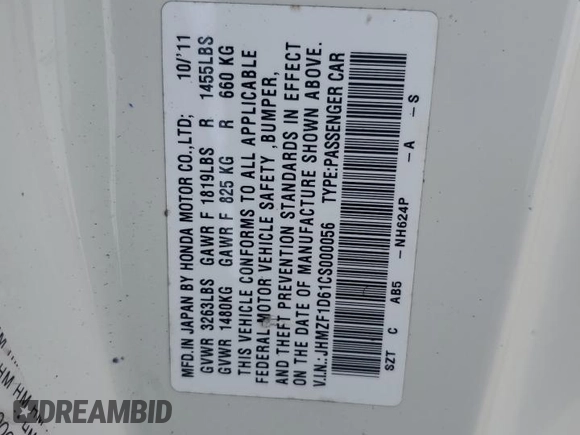 MFD.IN JAPAN BY HONDA MOTOR CO.,LTD; 10/'11
GVWR 3263LBS GAWR F 1819LBS R 1455LBS
GVWR 1480KG GAWR F 825 KG R 660 KG
THIS VEHICLE CONFORMS TO ALL APPLICABLE
FEDERAL MOTOR VEHICLE SAFETY ,BUMPER,
AND THEFT PREVENTION STANDARDS IN EFFECT
ON THE DATE OF MANUFACTURE SHOWN ABOVE.
V.I.N.:JHMZF1D61CS000056 TYPE:PASSENGER CAR
SZT C AB5 -NH624P -A -S
DREAMBID